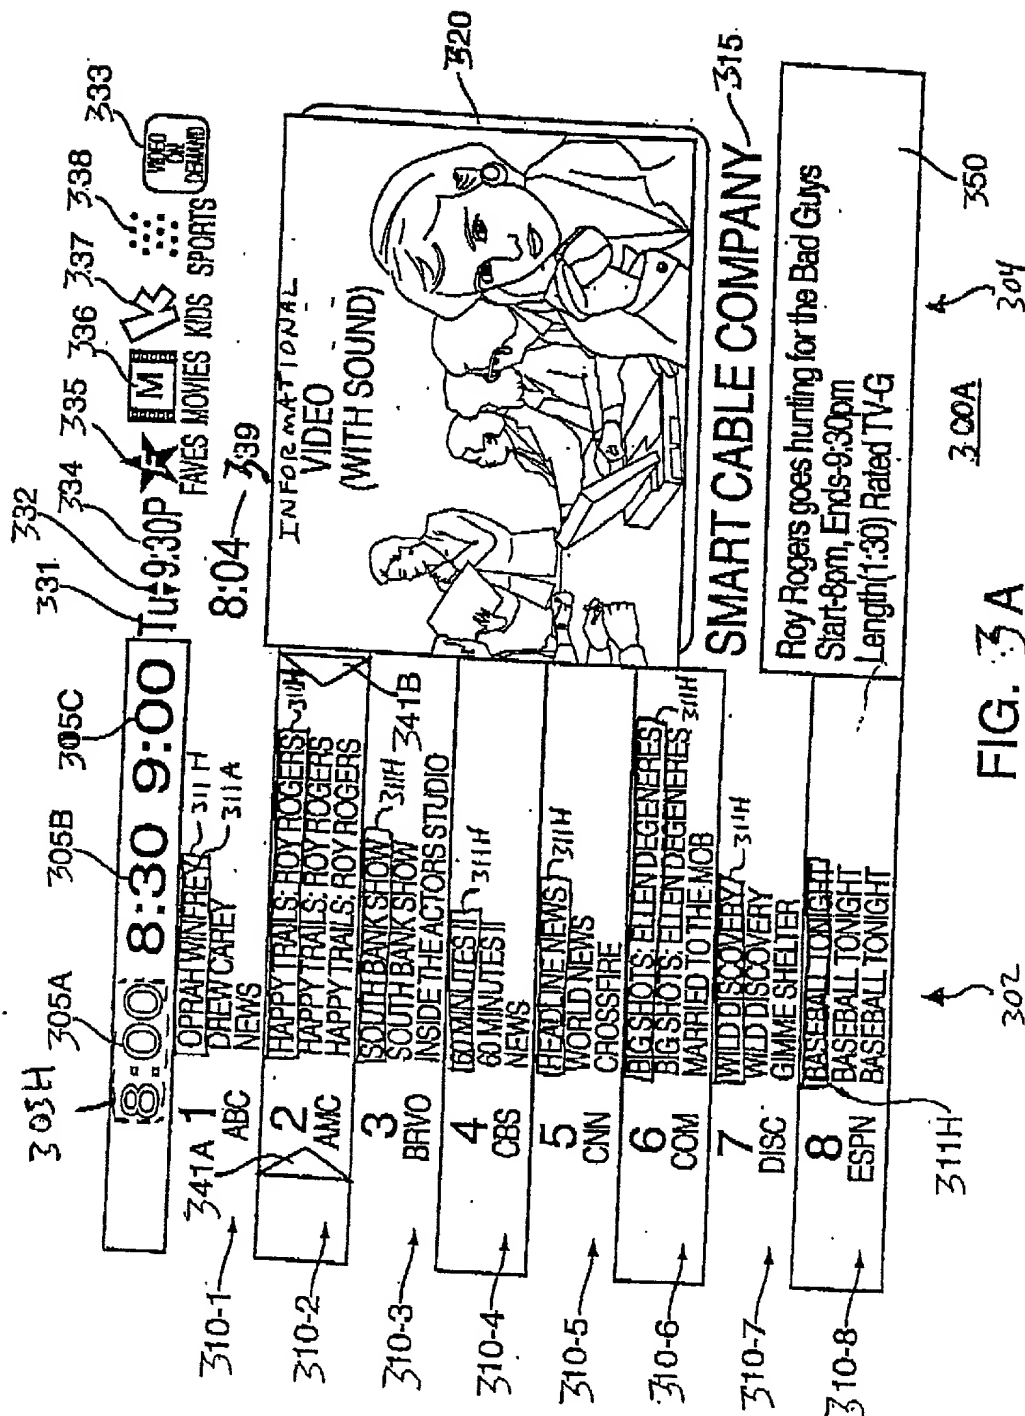 305H
305A
305B
305C
331
332
334
335
336
337
338
333
8:00 8:30 9:00
Tu 9:30P
F
M
K
VIDEO
ON
DEMAND
FAVES MOVIES KIDS SPORTS
8:04
339
310-1
1
ABC
OPRAH WINFREY
DREW CAREY
NEWS
311H
311A
341A
310-2
2
AMC
HAPPY TRAILS: ROY ROGERS
HAPPY TRAILS: ROY ROGERS
HAPPY TRAILS: ROY ROGERS
311H
341B
310-3
3
BRVO
SOUTH BANK SHOW
SOUTH BANK SHOW
INSIDE THE ACTORS STUDIO
311H
310-4
4
CBS
60 MINUTES II
60 MINUTES II
NEWS
311H
310-5
5
CNN
HEADLINE NEWS
WORLD NEWS
CROSSFIRE
311H
310-6
6
COM
BIG SHOTS: ELLEN DEGENERES
BIG SHOTS: ELLEN DEGENERES
MARRIED TO THE MOB
311H
310-7
7
DISC
WILD DISCOVERY
WILD DISCOVERY
GIMME SHELTER
311H
310-8
8
ESPN
BASEBALL TONIGHT
BASEBALL TONIGHT
BASEBALL TONIGHT
311H
INFORMATIONAL
VIDEO
(WITH SOUND)
320
SMART CABLE COMPANY
315
Roy Rogers goes hunting for the Bad Guys
Start-8pm, Ends-9:30pm
Length(1:30) Rated TV-G
350
302
304
300A
FIG. 3A